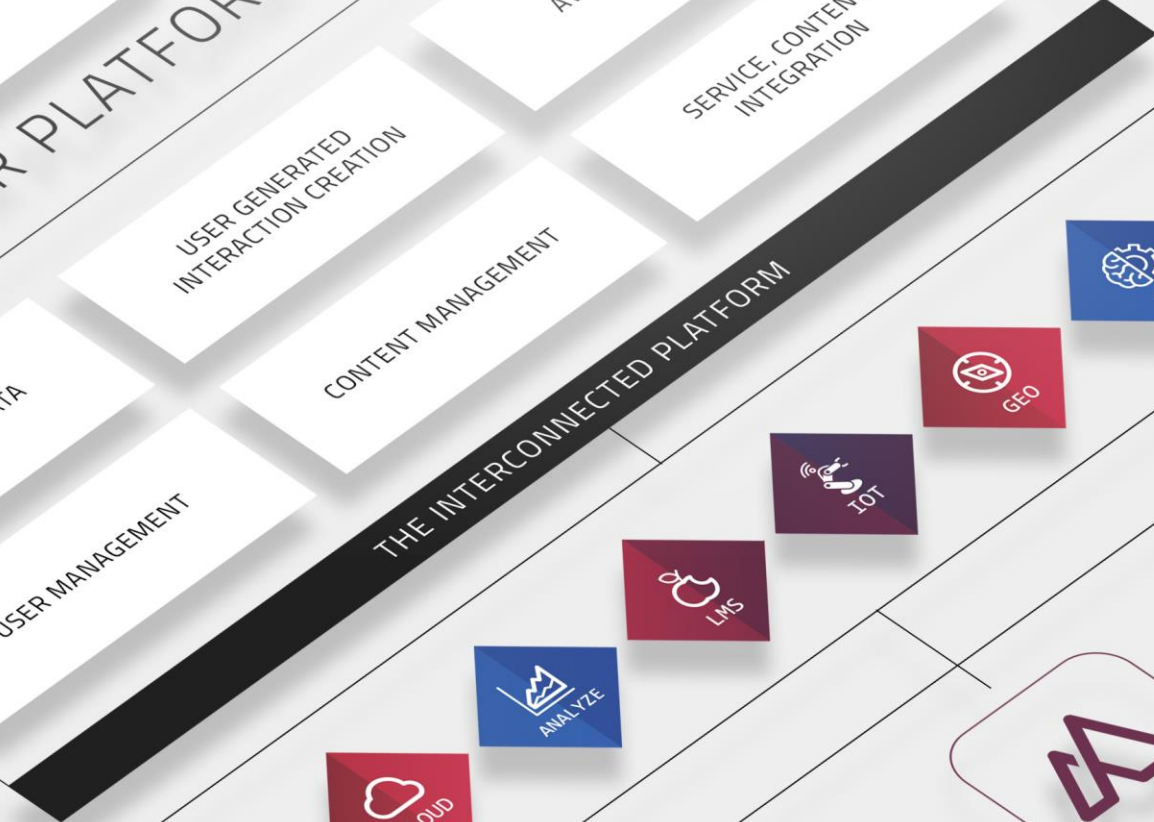 PLATFOR
USER GENERATED
INTERACTION CREATION
SERVICE, CONTEN
INTEGRATION
CONTENT MANAGEMENT
TA
USER MANAGEMENT
THE INTERCONNECTED PLATFORM
GEO
IOT
LMS
ANALYZE
OUD